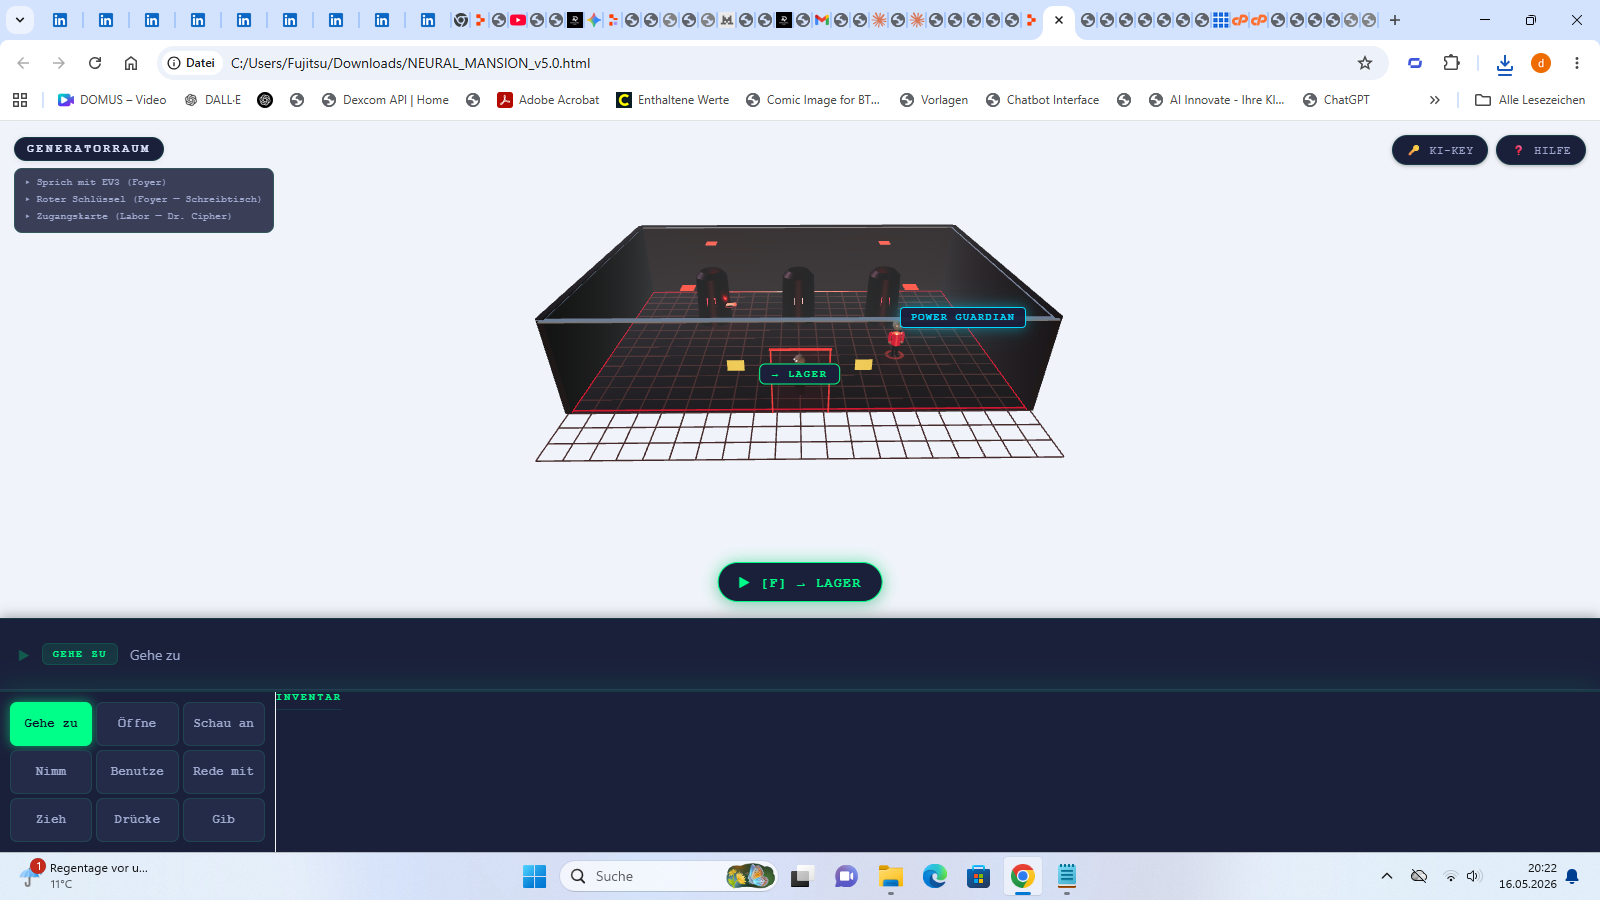 Datei
C:/Users/Fujitsu/Downloads/NEURAL_MANSION_v5.0.html
DOMUS – Video
DALL·E
Dexcom API | Home
Adobe Acrobat
Enthaltene Werte
Comic Image for BT...
Vorlagen
Chatbot Interface
AI Innovate - Ihre KI...
ChatGPT
Alle Lesezeichen
GENERATORRAUM
KI-KEY
HILFE
▸ Sprich mit EV3 (Foyer)
▸ Roter Schlüssel (Foyer — Schreibtisch)
▸ Zugangskarte (Labor — Dr. Cipher)
POWER GUARDIAN
→ LAGER
▶ [F] → LAGER
▶ GEHE ZU Gehe zu
INVENTAR
Gehe zu Öffne Schau an
Nimm Benutze Rede mit
Zieh Drücke Gib
1
Regentage vor u...
11°C
Suche
20:22
16.05.2026